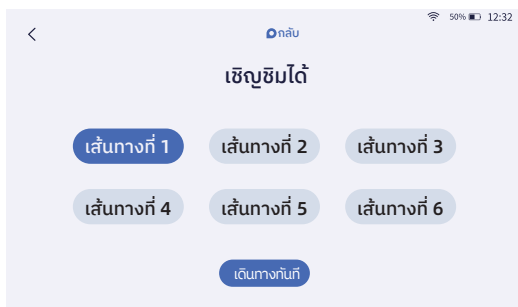 50% 12:32
กลับ
เชิญชิมได้
เส้นทางที่ 1 เส้นทางที่ 2 เส้นทางที่ 3
เส้นทางที่ 4 เส้นทางที่ 5 เส้นทางที่ 6
เดินทางทันที